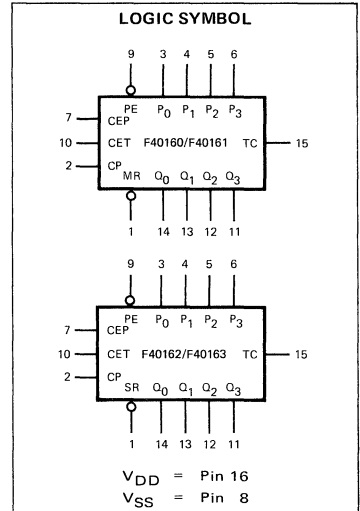 LOGIC SYMBOL
9 3 4 5 6
PE P0 P1 P2 P3
7 CEP
10 CET F40160/F40161 TC 15
2 CP
MR Q0 Q1 Q2 Q3
1 14 13 12 11
9 3 4 5 6
PE P0 P1 P2 P3
7 CEP
10 CET F40162/F40163 TC 15
2 CP
SR Q0 Q1 Q2 Q3
1 14 13 12 11
VDD = Pin 16
VSS = Pin 8